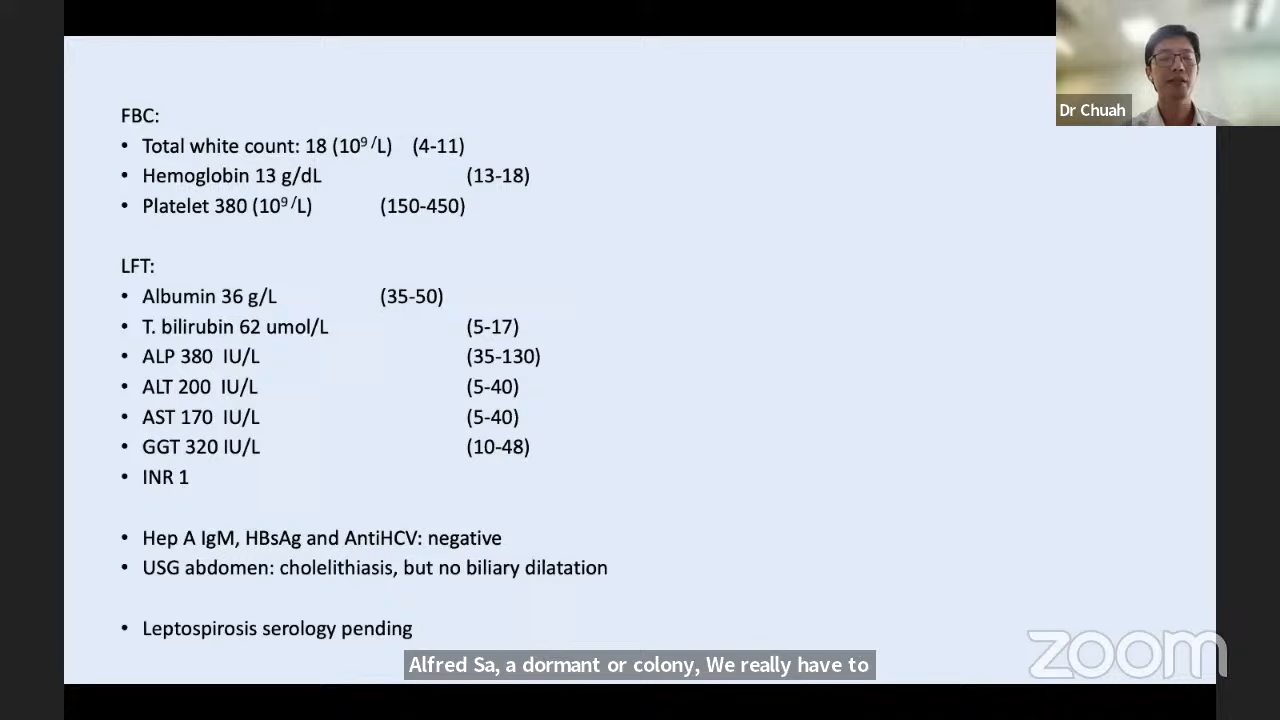 Dr Chuah
FBC:
• Total white count: 18 (10⁹/L) (4-11)
• Hemoglobin 13 g/dL (13-18)
• Platelet 380 (10⁹/L) (150-450)
LFT:
• Albumin 36 g/L (35-50)
• T. bilirubin 62 umol/L (5-17)
• ALP 380 IU/L (35-130)
• ALT 200 IU/L (5-40)
• AST 170 IU/L (5-40)
• GGT 320 IU/L (10-48)
• INR 1
• Hep A IgM, HBsAg and AntiHCV: negative
• USG abdomen: cholelithiasis, but no biliary dilatation
• Leptospirosis serology pending
Alfred Sa, a dormant or colony, We really have to
zoom